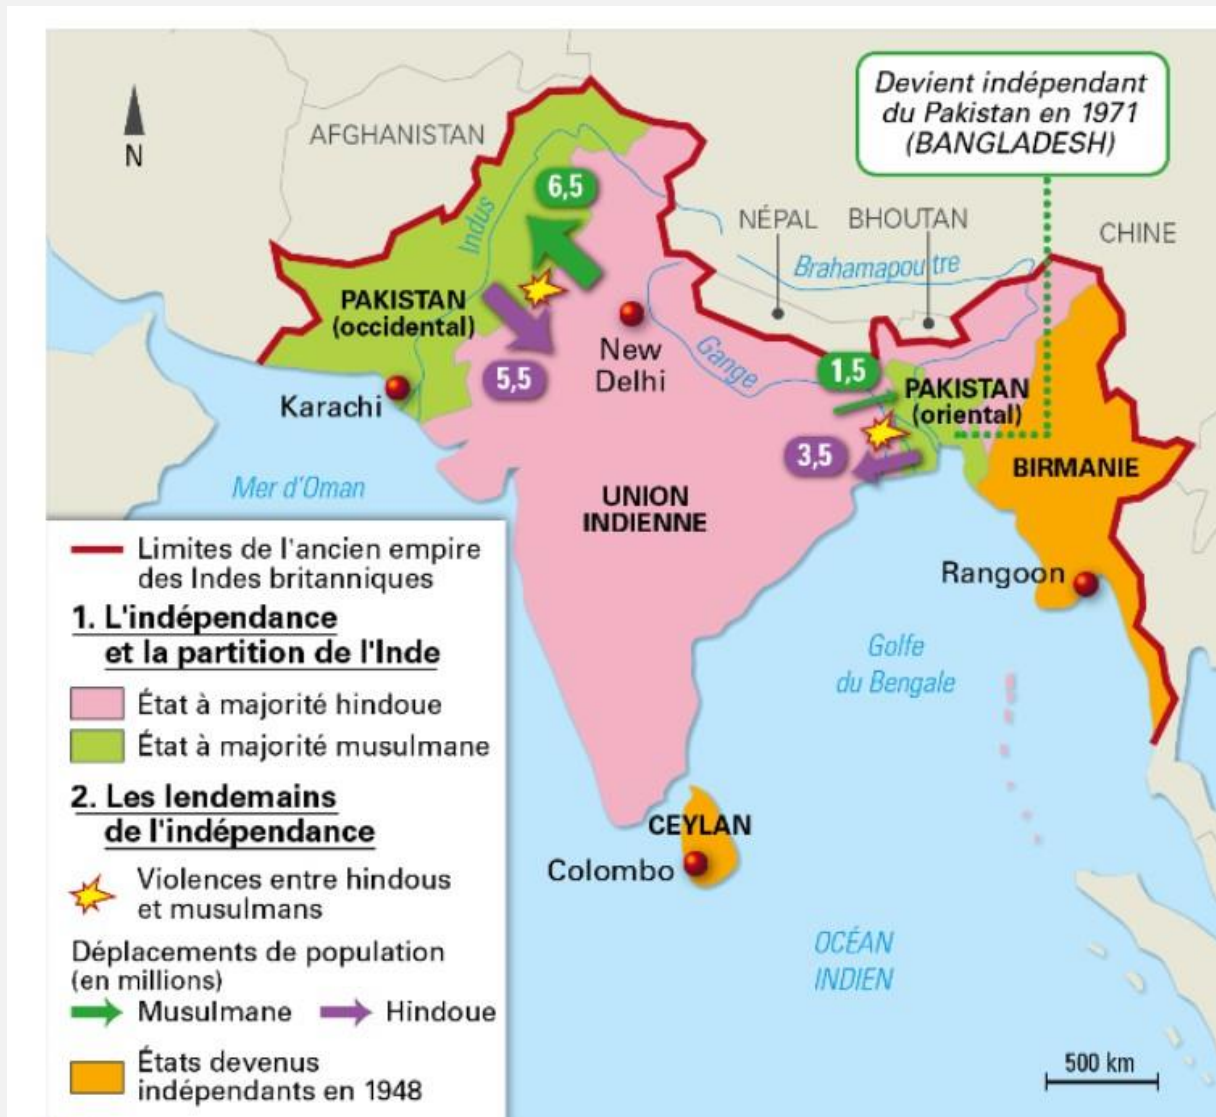 Devient indépendant
du Pakistan en 1971
(BANGLADESH)
N
AFGHANISTAN
6,5
Indus
NÉPAL
BHOUTAN
CHINE
Brahamapoutre
PAKISTAN
(occidental)
New
Delhi
Gange
1,5
PAKISTAN
(oriental)
5,5
Karachi
3,5
BIRMANIE
Mer d'Oman
UNION
INDIENNE
Rangoon
Golfe
du Bengale
CEYLAN
Colombo
OCÉAN
INDIEN
500 km
Limites de l'ancien empire
des Indes britanniques
1. L'indépendance
et la partition de l'Inde
État à majorité hindoue
État à majorité musulmane
2. Les lendemains
de l'indépendance
Violences entre hindous
et musulmans
Déplacements de population
(en millions)
Musulmane Hindoue
États devenus
indépendants en 1948